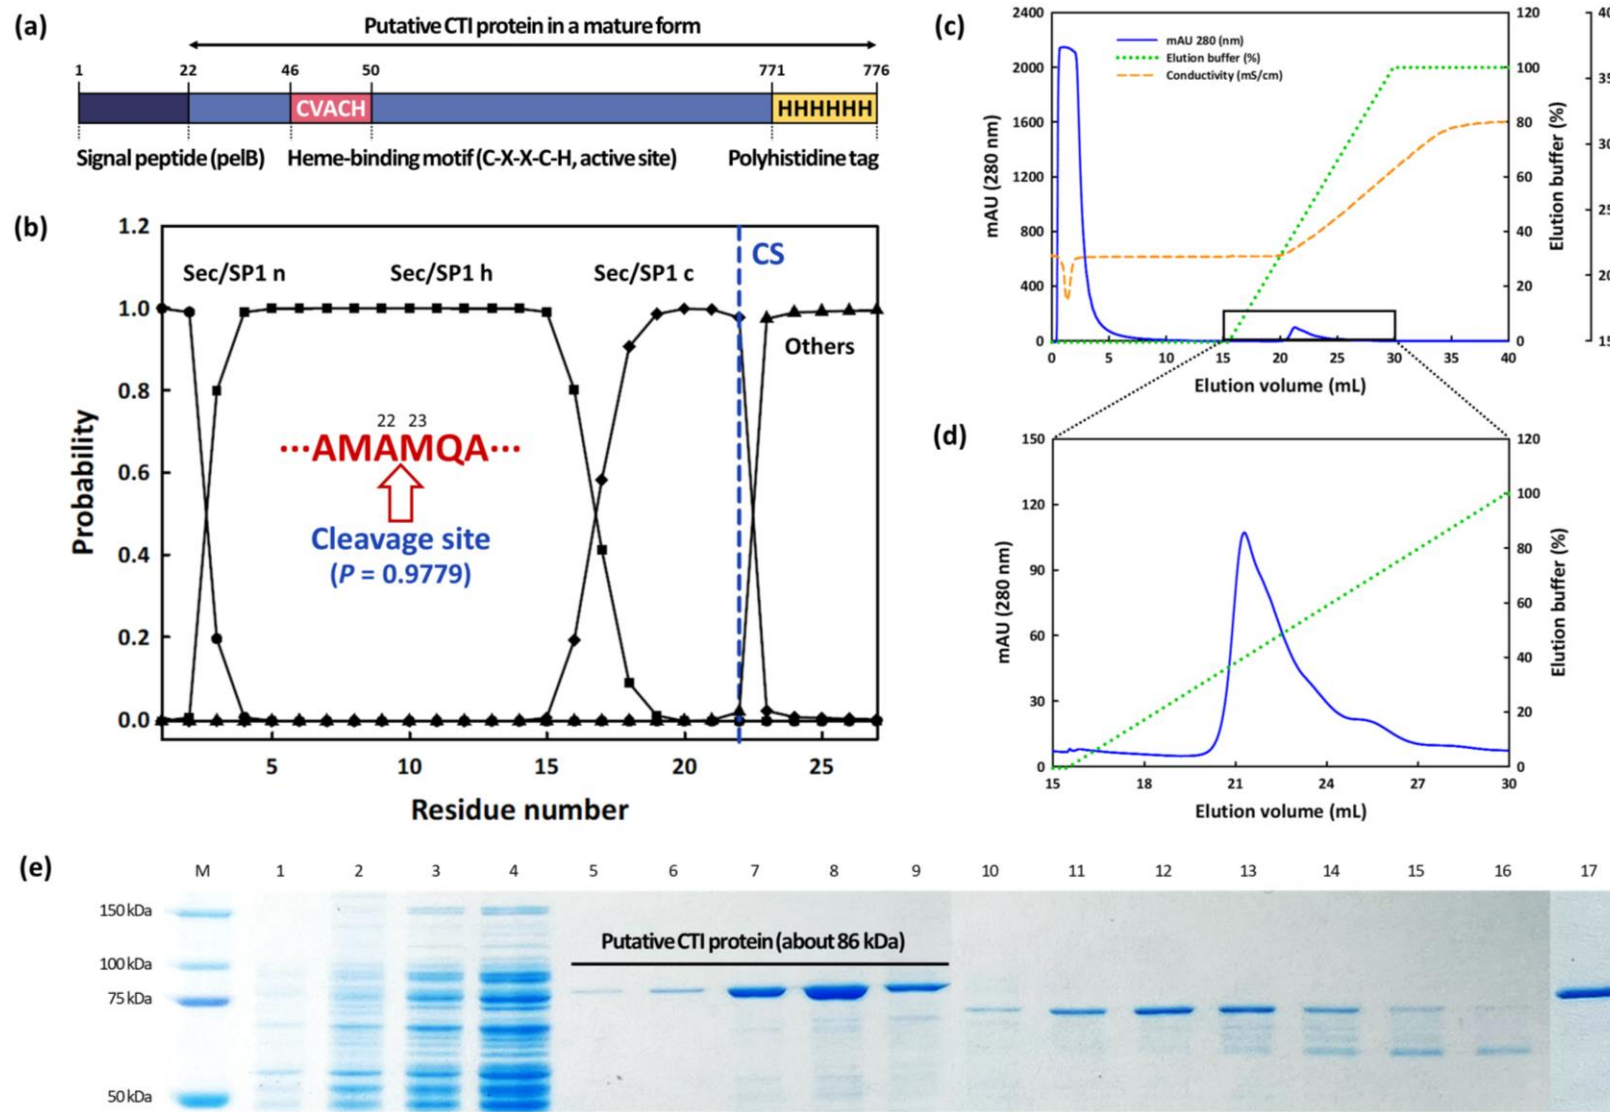 (a)
Putative CTI protein in a mature form
1 22 46 50 771 776
CVACH
HHHHHH
Signal peptide (pelB) Heme-binding motif (C-X-X-C-H, active site) Polyhistidine tag
(b)
1.2
1.0
0.8
0.6
0.4
0.2
0.0
Probability
Sec/SP1 n Sec/SP1 h Sec/SP1 c
CS
Others
22 23
···AMAMQA···
Cleavage site
(P = 0.9779)
5 10 15 20 25
Residue number
(c)
2400
2000
1600
1200
800
400
0
mAU (280 nm)
mAU 280 (nm)
Elution buffer (%)
Conductivity (mS/cm)
120
100
80
60
40
20
0
Elution buffer (%)
40
35
30
25
20
15
0 5 10 15 20 25 30 35 40
Elution volume (mL)
(d)
150
120
90
60
30
0
mAU (280 nm)
120
100
80
60
40
20
0
Elution buffer (%)
15 18 21 24 27 30
Elution volume (mL)
(e)
M 1 2 3 4 5 6 7 8 9 10 11 12 13 14 15 16 17
150 kDa
100 kDa
75 kDa
50 kDa
Putative CTI protein (about 86 kDa)